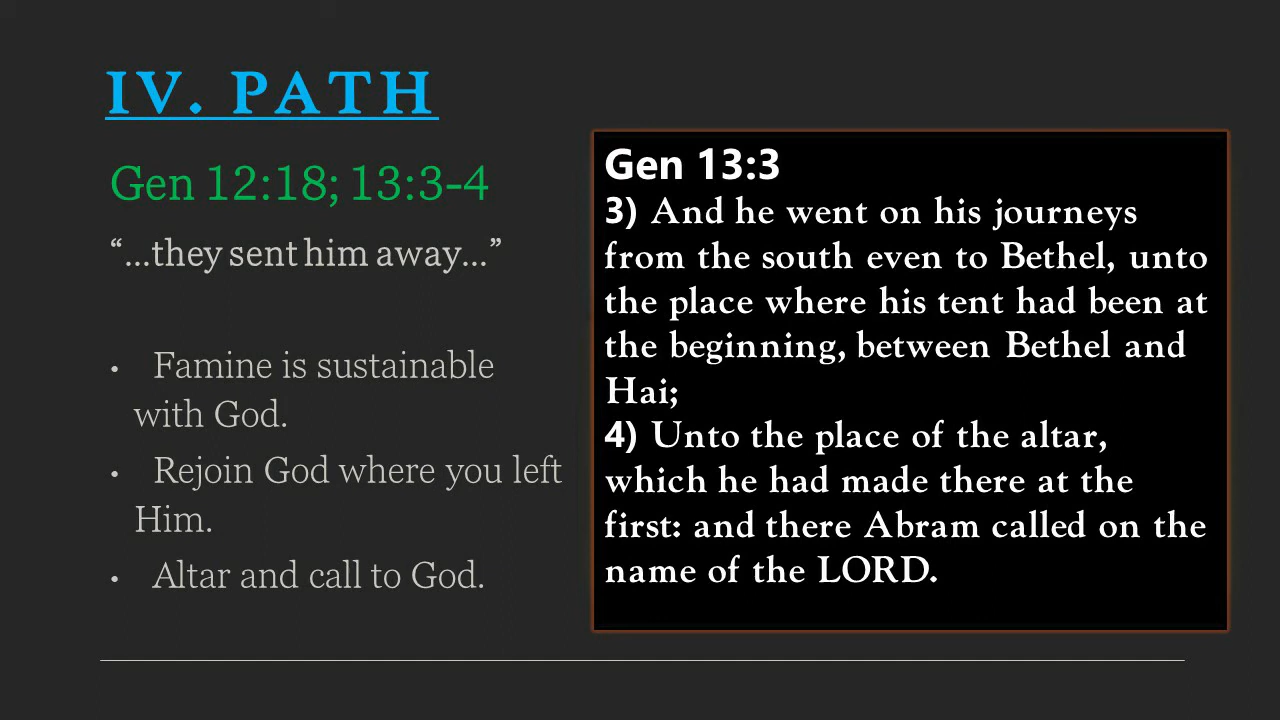 IV. PATH
Gen 12:18; 13:3-4
“...they sent him away...”
• Famine is sustainable
with God.
• Rejoin God where you left
Him.
• Altar and call to God.
Gen 13:3
3) And he went on his journeys
from the south even to Bethel, unto
the place where his tent had been at
the beginning, between Bethel and
Hai;
4) Unto the place of the altar,
which he had made there at the
first: and there Abram called on the
name of the LORD.